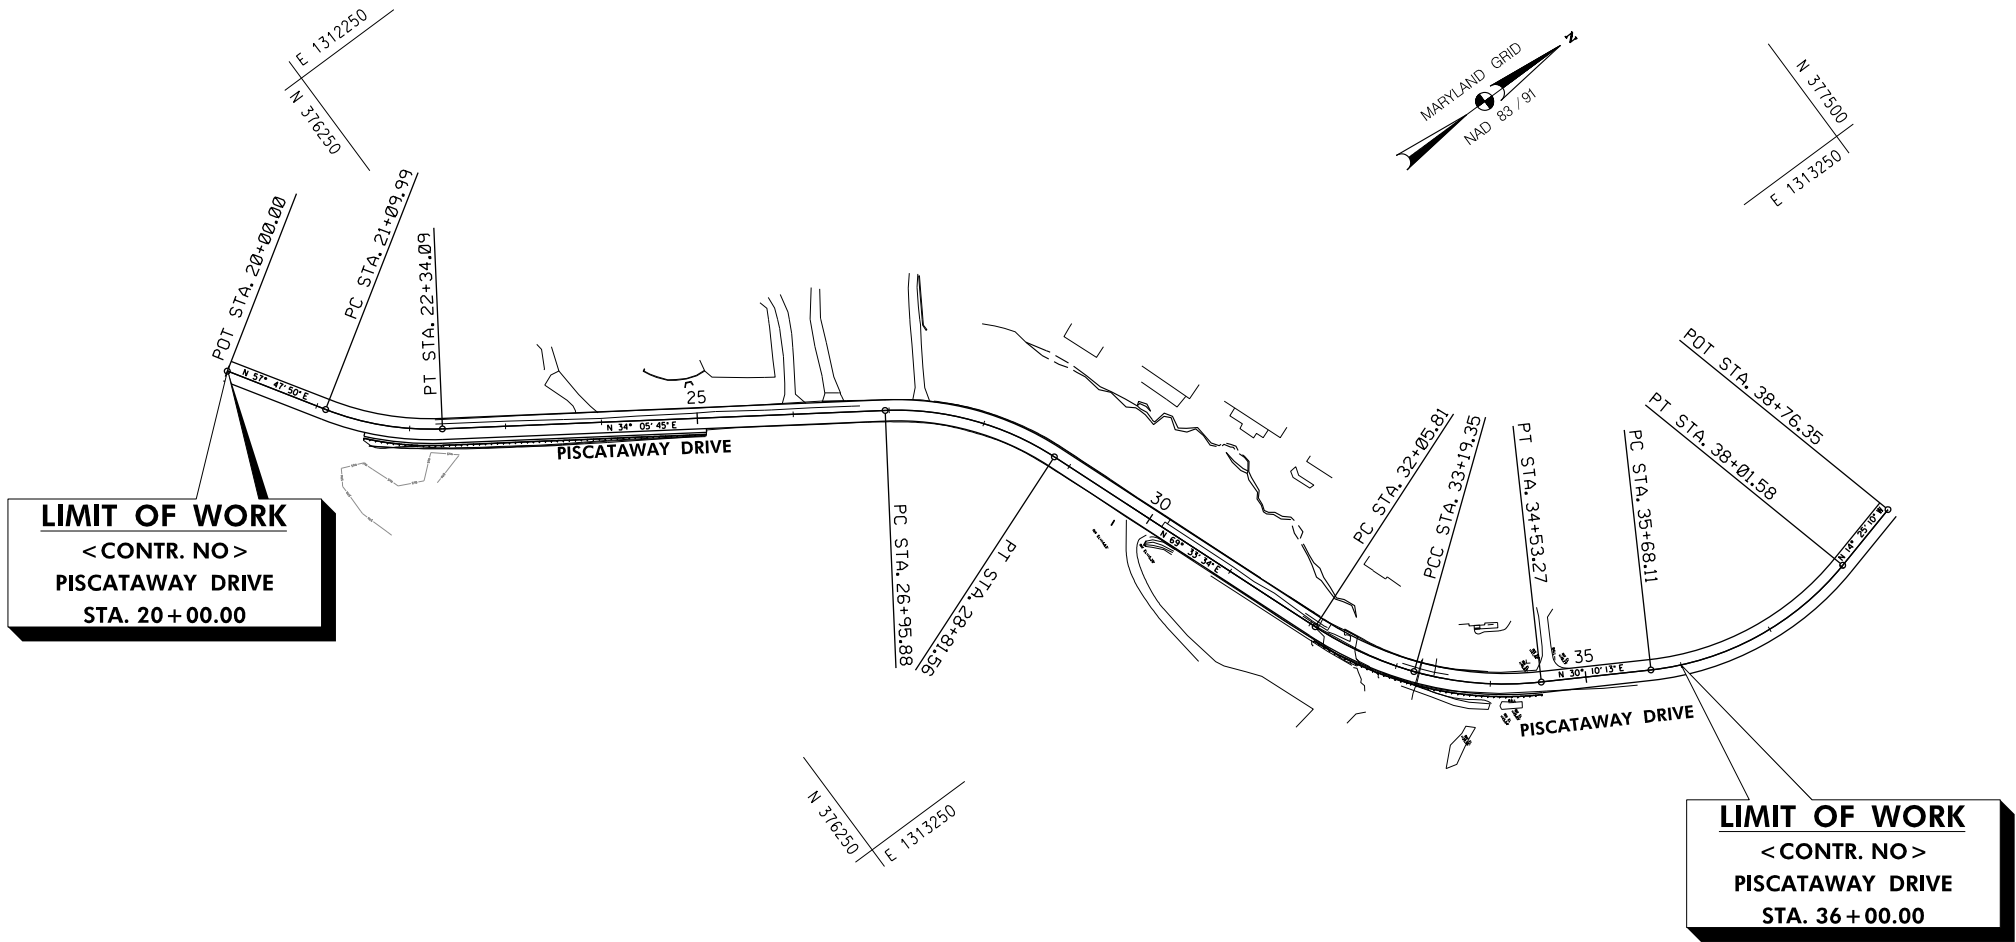 E 1312250
N 376250
MARYLAND GRID
NAD 83 / 91
N
N 377500
E 1313250
POT STA. 20+00.00
PC STA. 21+09.99
PT STA. 22+34.09
N 57° 47' 50" E
25
N 34° 05' 45" E
PISCATAWAY DRIVE
PC STA. 26+95.88
PT STA. 28+81.56
30
N 69° 33' 34" E
PC STA. 32+05.81
PCC STA. 33+19.35
PT STA. 34+53.27
PC STA. 35+68.11
PT STA. 38+01.58
POT STA. 38+76.35
N 14° 25' 10" W
35
N 30° 10' 13" E
PISCATAWAY DRIVE
LIMIT OF WORK
<CONTR. NO>
PISCATAWAY DRIVE
STA. 20+00.00
N 376250
E 1313250
LIMIT OF WORK
<CONTR. NO>
PISCATAWAY DRIVE
STA. 36+00.00